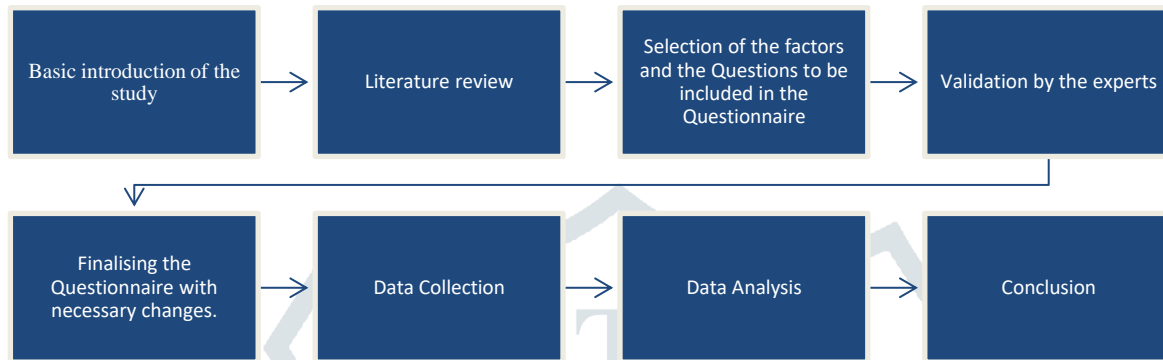 Basic introduction of the
study
Literature review
Selection of the factors
and the Questions to be
included in the
Questionnaire
Validation by the experts
Finalising the
Questionnaire with
necessary changes.
Data Collection
Data Analysis
Conclusion